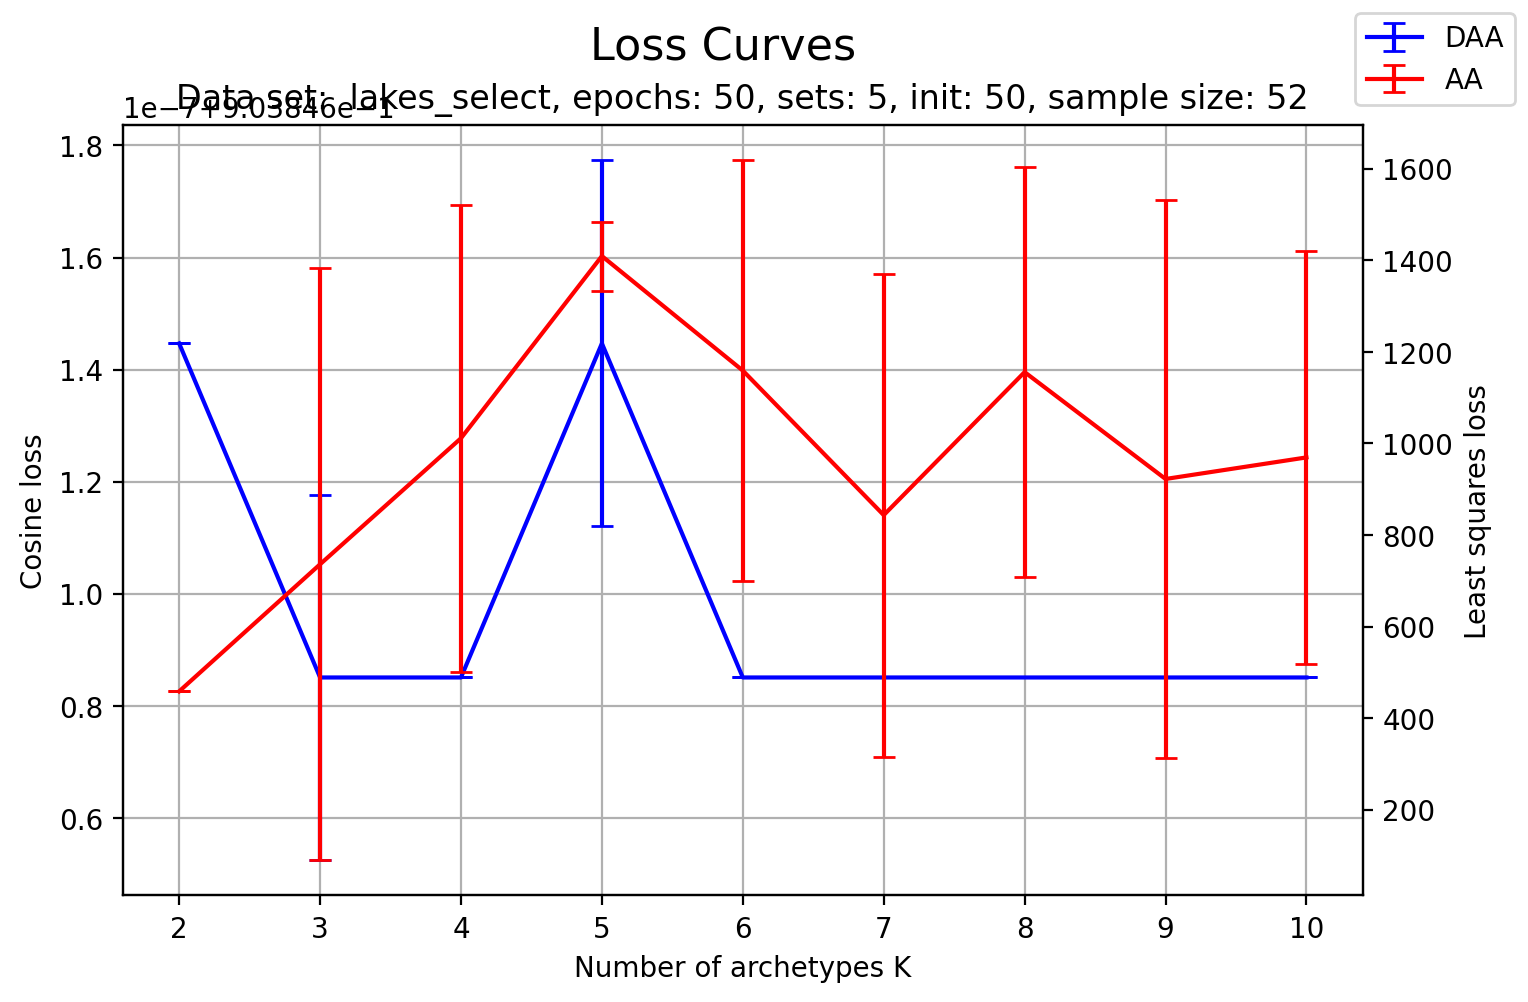 Loss Curves
Data set: lakes_select, epochs: 50, sets: 5, init: 50, sample size: 52
1e−7+9.03846e−1
DAA
AA
1.8
1.6
1.4
1.2
1.0
0.8
0.6
Cosine loss
1600
1400
1200
1000
800
600
400
200
Least squares loss
2 3 4 5 6 7 8 9 10
Number of archetypes K